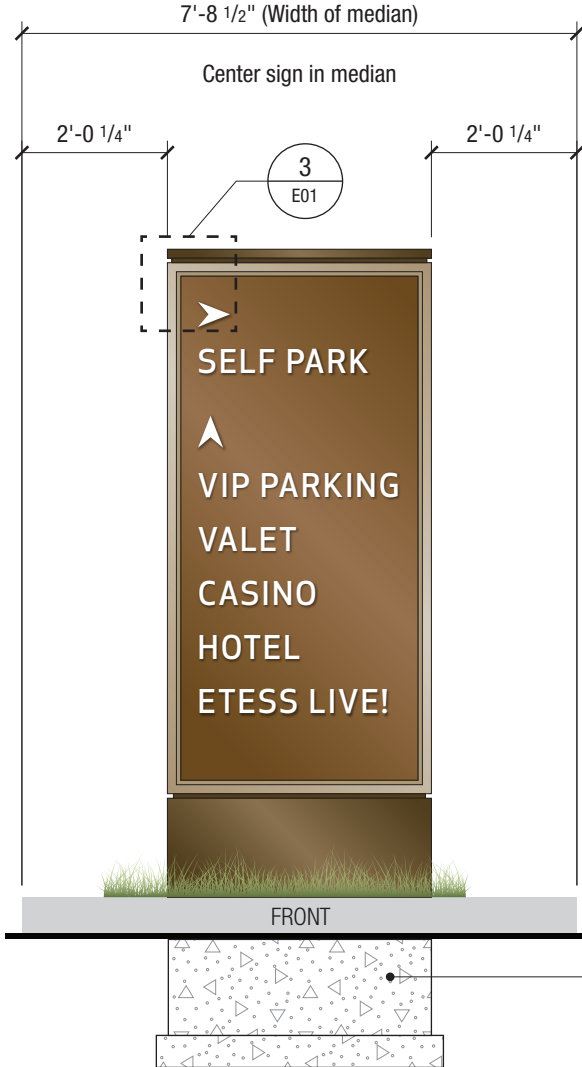 7'-8 1/2" (Width of median)
Center sign in median
2'-0 1/4"
2'-0 1/4"
3
E01
SELF PARK
VIP PARKING
VALET
CASINO
HOTEL
ETESS LIVE!
FRONT